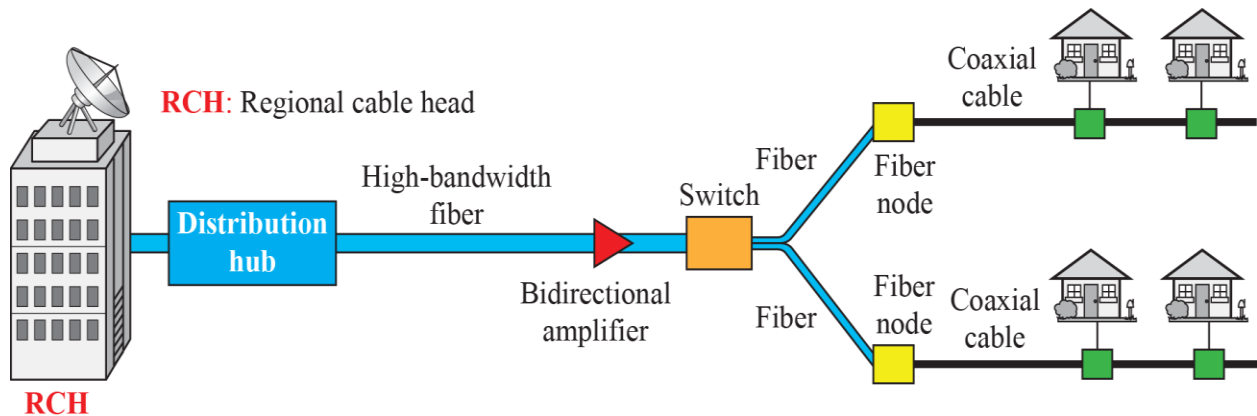 RCH: Regional cable head
Coaxial
cable
High-bandwidth
fiber
Fiber
Fiber
node
Switch
Distribution
hub
Bidirectional
amplifier
Fiber
Fiber
node
Coaxial
cable
RCH